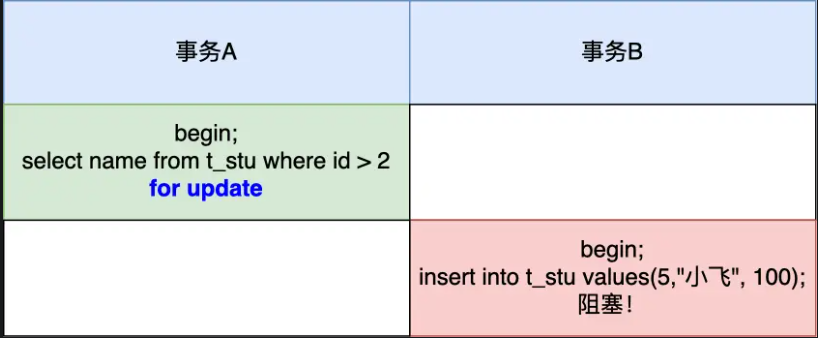 事务A
事务B
begin;
select name from t_stu where id > 2
for update
begin;
insert into t_stu values(5,"小飞", 100);
阻塞！